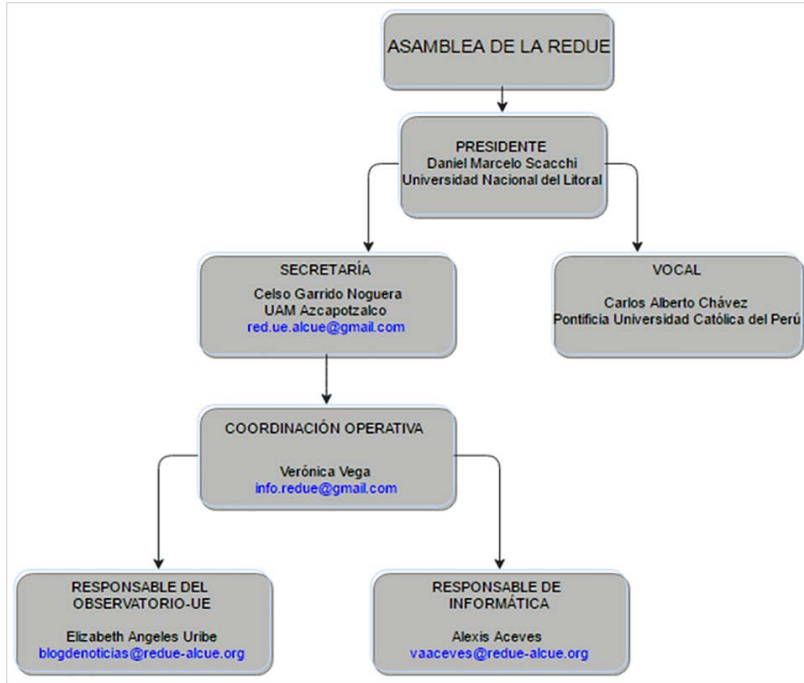 ASAMBLEA DE LA REDUE
PRESIDENTE
Daniel Marcelo Scacchi
Universidad Nacional del Litoral
SECRETARÍA
Celso Garrido Noguera
UAM Azcapotzalco
red.ue.alcue@gmail.com
VOCAL
Carlos Alberto Chávez
Pontificia Universidad Católica del Perú
COORDINACIÓN OPERATIVA
Verónica Vega
info.redue@gmail.com
RESPONSABLE DEL
OBSERVATORIO-UE
Elizabeth Angeles Uribe
blogdenoticias@redue-alcue.org
RESPONSABLE DE
INFORMÁTICA
Alexis Aceves
vaaceves@redue-alcue.org